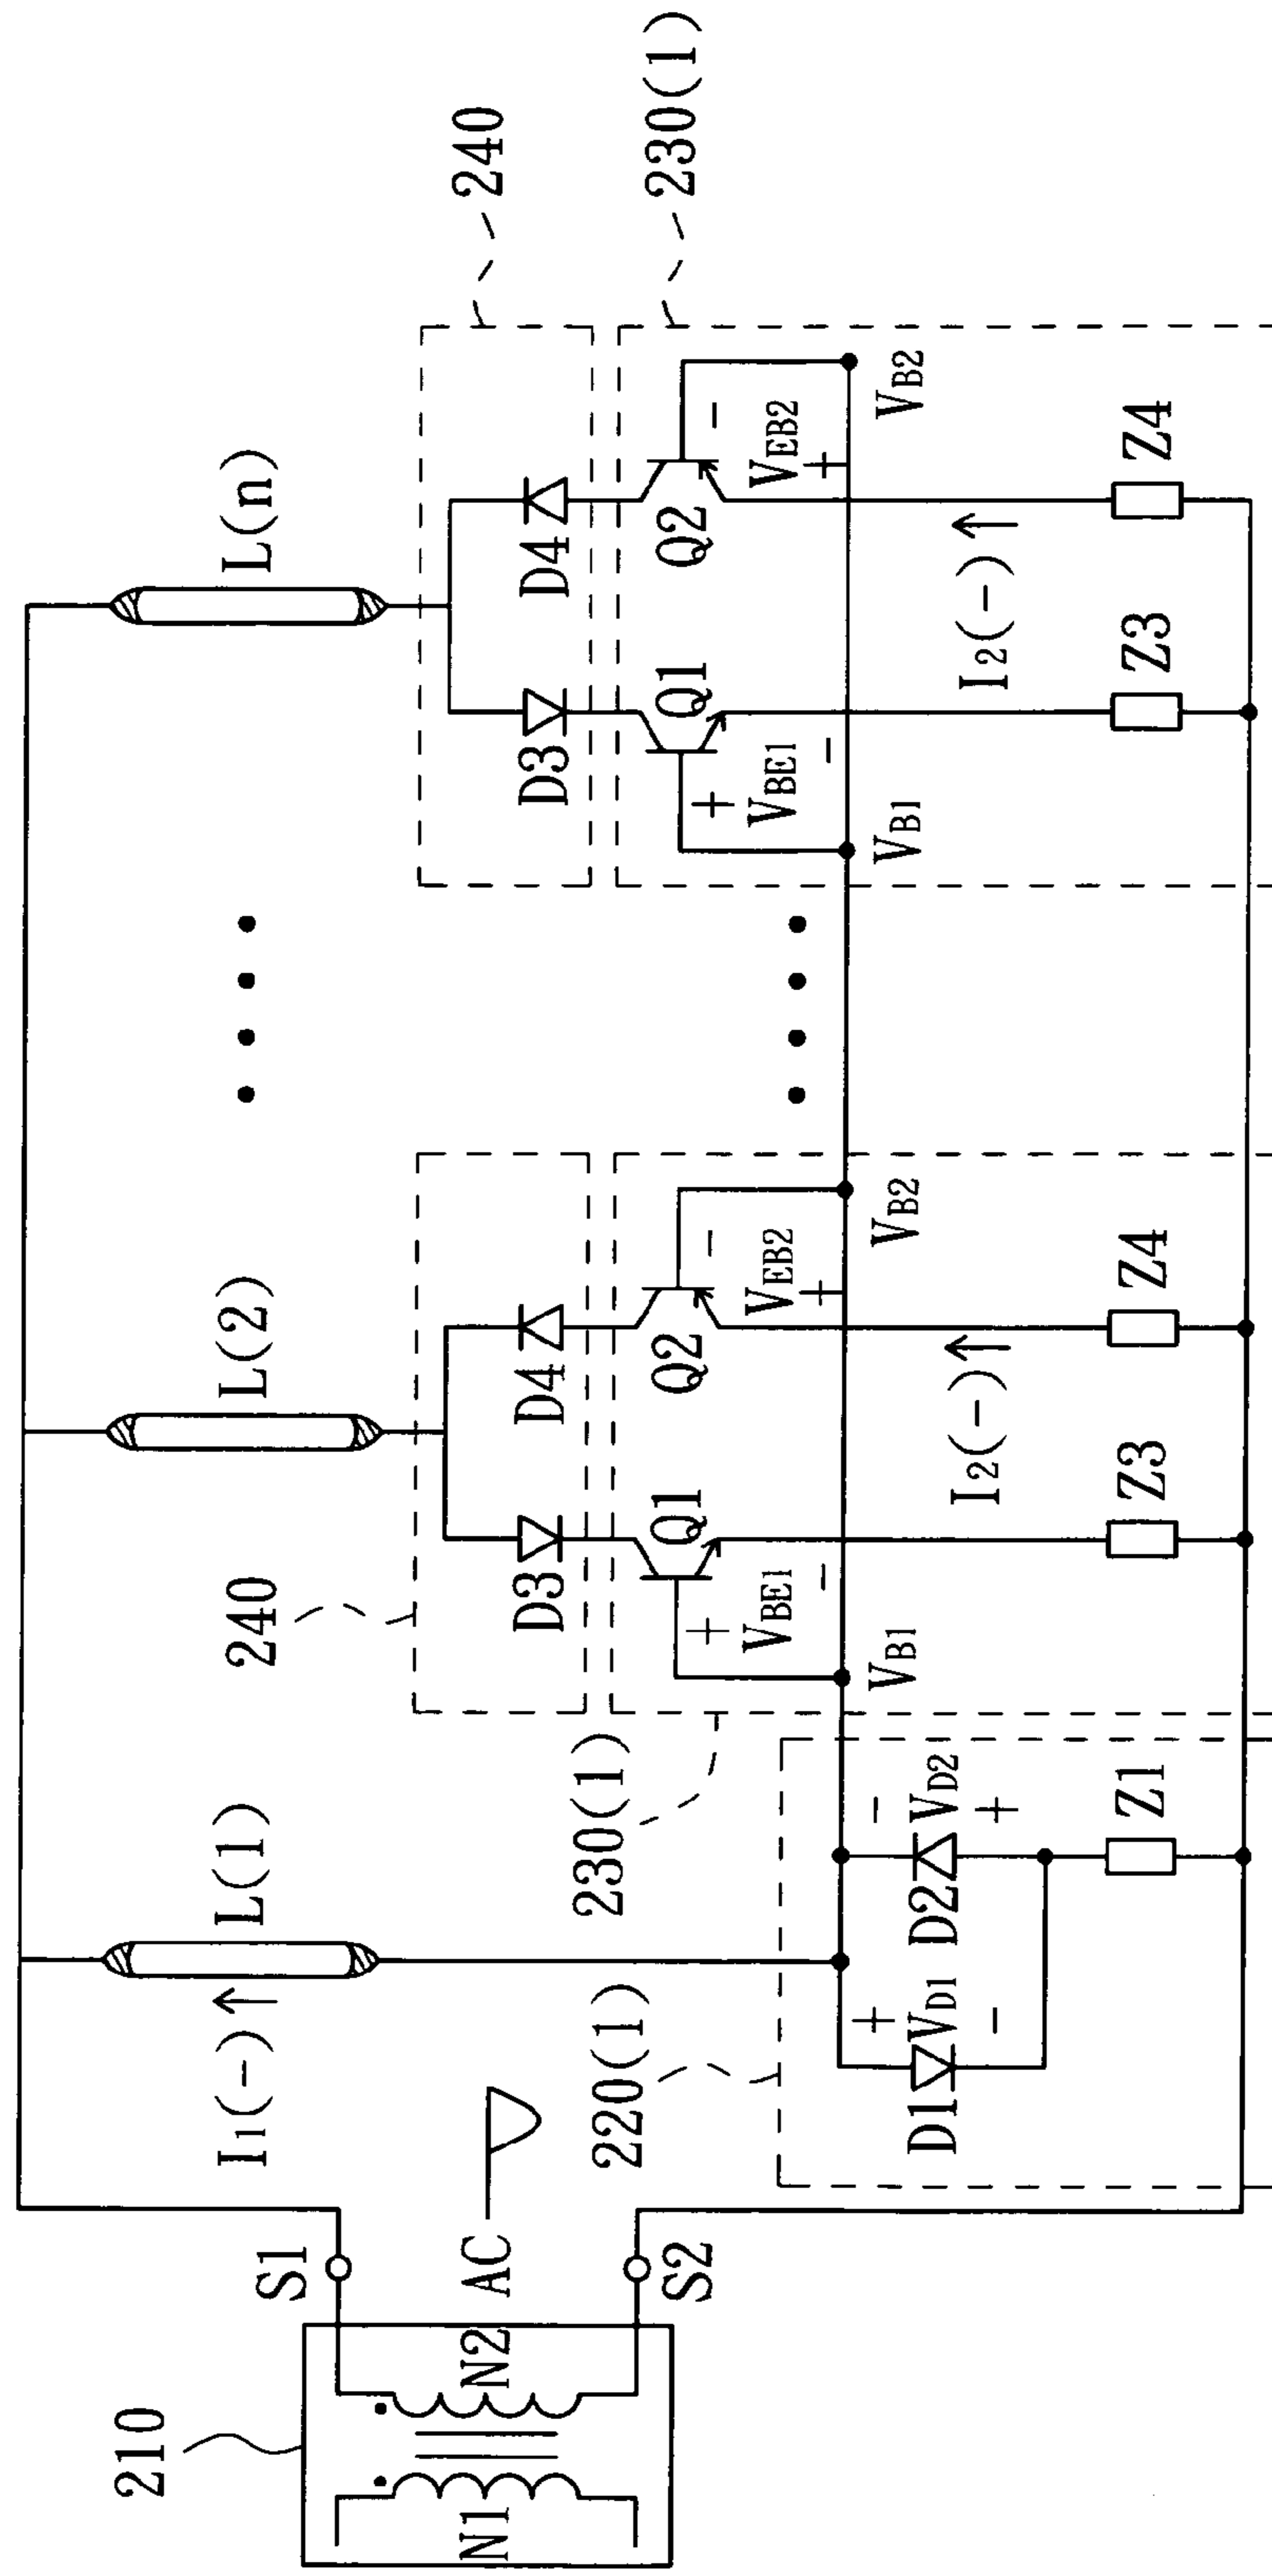 210
N1
N2
S1
AC
S2
I1(-)
L(1)
220(1)
D1
VD1
+
-
D2
VD2
-
+
Z1
L(2)
240
D3
D4
230(1)
Q1
+
VBE1
-
VB1
Q2
-
VEB2
+
VB2
I2(-)
Z3
Z4
L(n)
240
D3
D4
230(1)
Q1
+
VBE1
-
VB1
Q2
-
VEB2
+
VB2
I2(-)
Z3
Z4